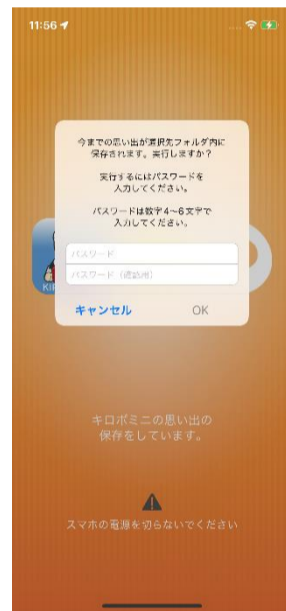 11:56
今までの思い出が選択先フォルダ内に
保存されます。実行しますか？
実行するにはパスワードを
入力してください。
パスワードは数字4〜6文字で
入力してください。
パスワード
パスワード（確認用）
キャンセル
OK
KI
キロボミニの思い出の
保存をしています。
スマホの電源を切らないでください